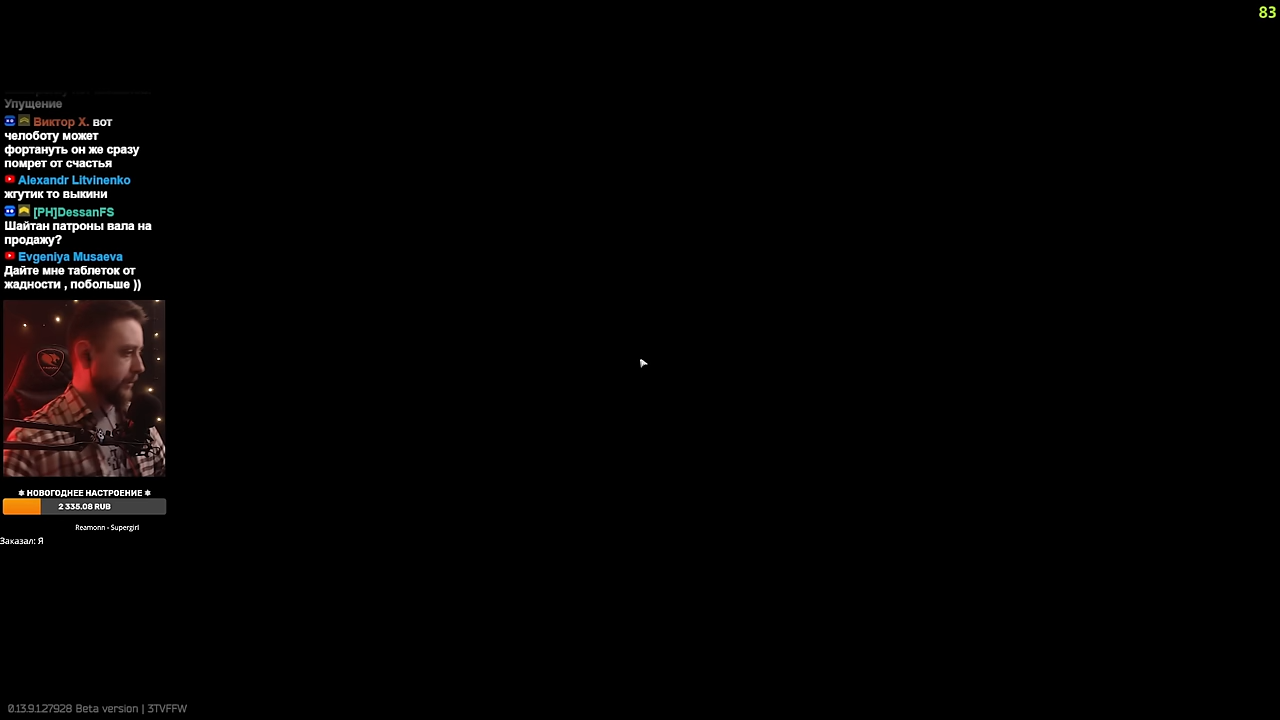 83
Упущение
Виктор Х. вот
челоботу может
фортануть он же сразу
помрет от счастья
Alexandr Litvinenko
жгутик то выкини
[PH]DessanFS
Шайтан патроны вала на
продажу?
Evgeniya Musaeva
Дайте мне таблеток от
жадности , побольше ))
✱ НОВОГОДНЕЕ НАСТРОЕНИЕ ✱
2 335.08 RUB
Reamonn - Supergirl
Заказал: Я
0.13.9.1.27928 Beta version | 3TVFFW